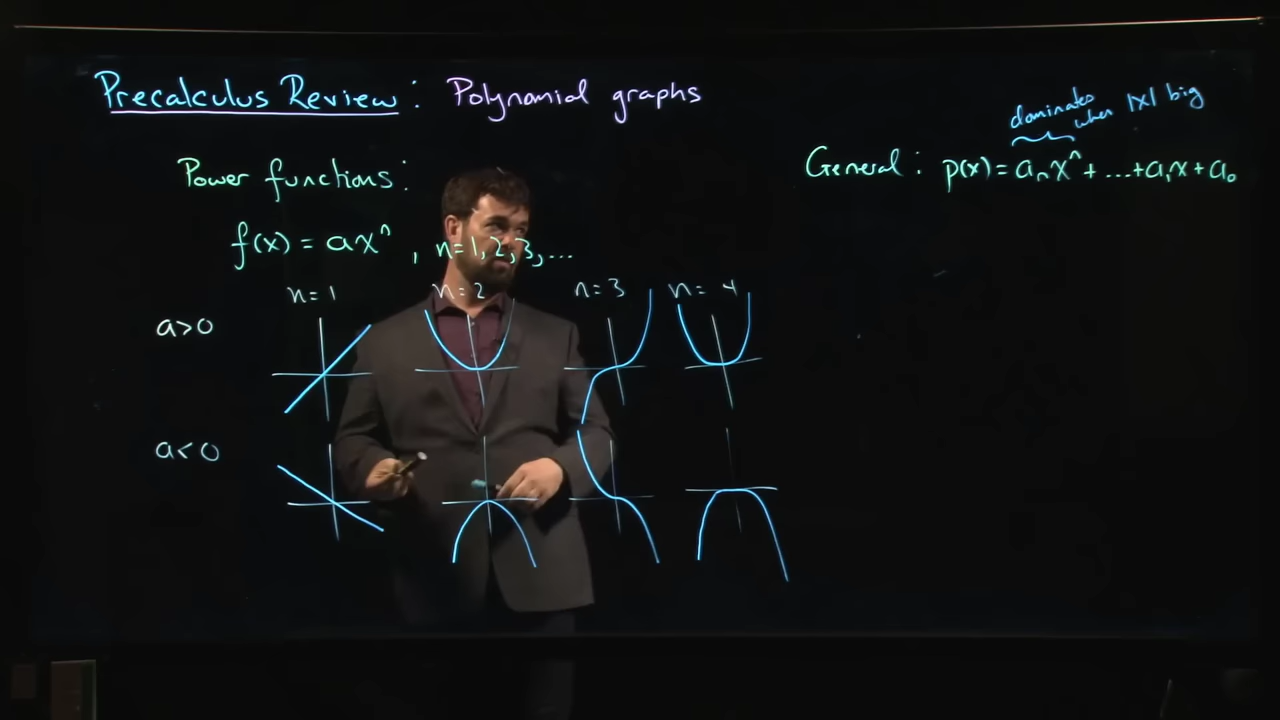 Precalculus Review: Polynomial graphs
dominates
when |x| big
Power functions:
General: p(x) = aₙxⁿ + ... + a₁x + a₀
f(x) = axⁿ, n=1,2,3,...
n=1 n=2 n=3 n=4
a>0
a<0